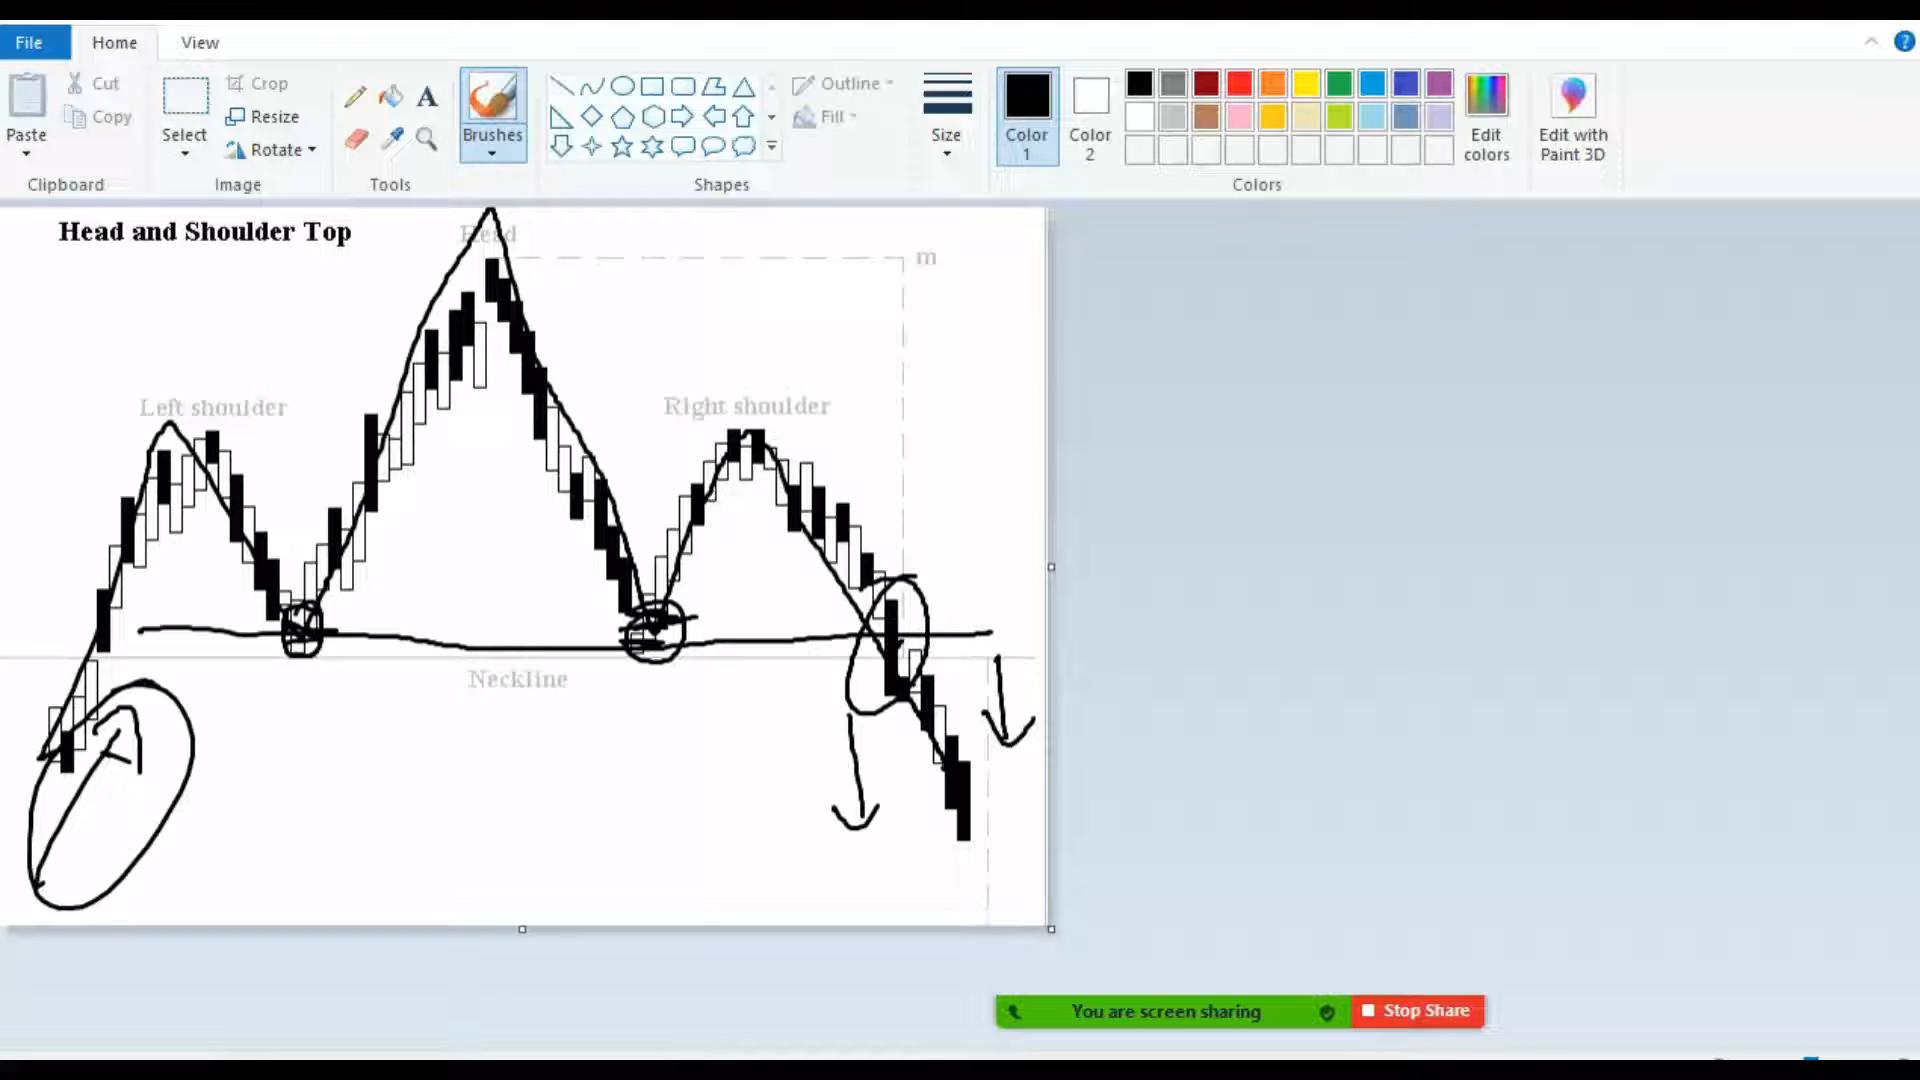 File
Home
View
Paste
Cut
Copy
Clipboard
Select
Crop
Resize
Rotate
Image
A
Tools
Brushes
Outline
Fill
Shapes
Size
Color
1
Color
2
Edit
colors
Colors
Edit with
Paint 3D
?
Head and Shoulder Top
Head
m
Left shoulder
Right shoulder
Neckline
You are screen sharing
Stop Share